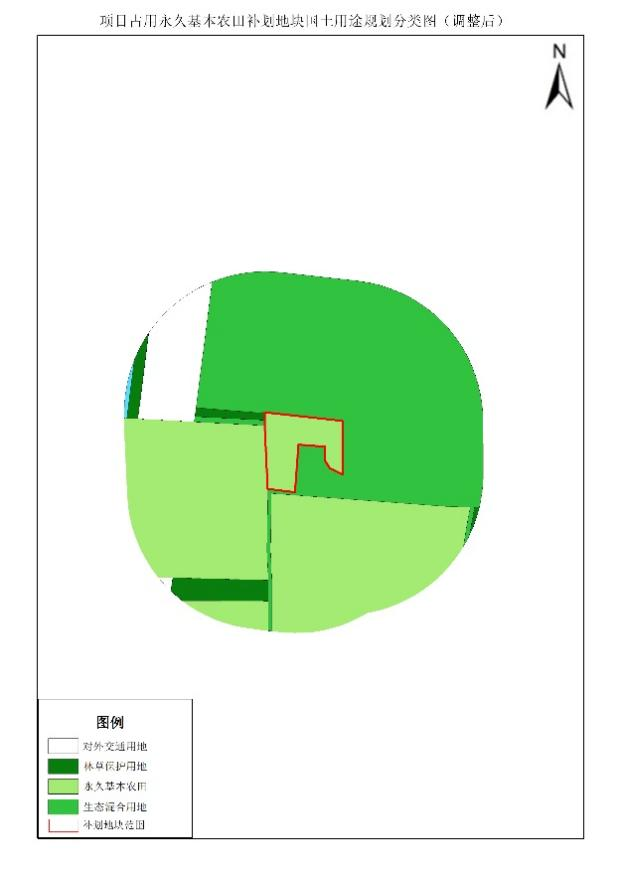 项目占用永久基本农田补划地块国土用途规划分类图（调整后）
N
图例
对外交通用地
林草保护用地
永久基本农田
生态混合用地
补划地块范围